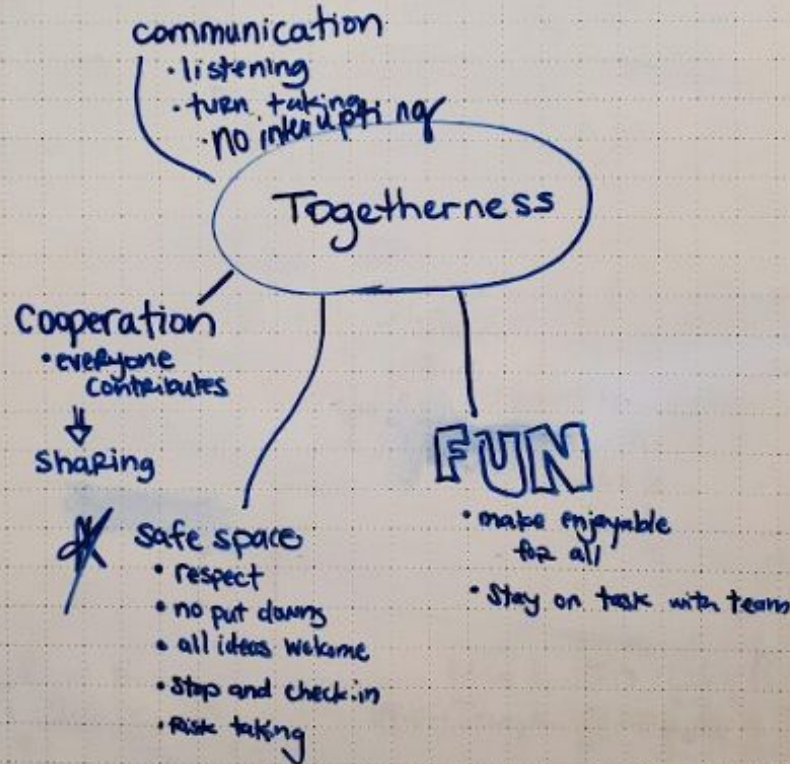 communication
• listening
• turn taking
• no interupting
Togetherness
Cooperation
• everyone
contributes
Sharing
Safe space
• respect
• no put downs
• all ideas welcome
• Stop and check-in
• Risk taking
FUN
• make enjoyable
for all
• Stay on task with team